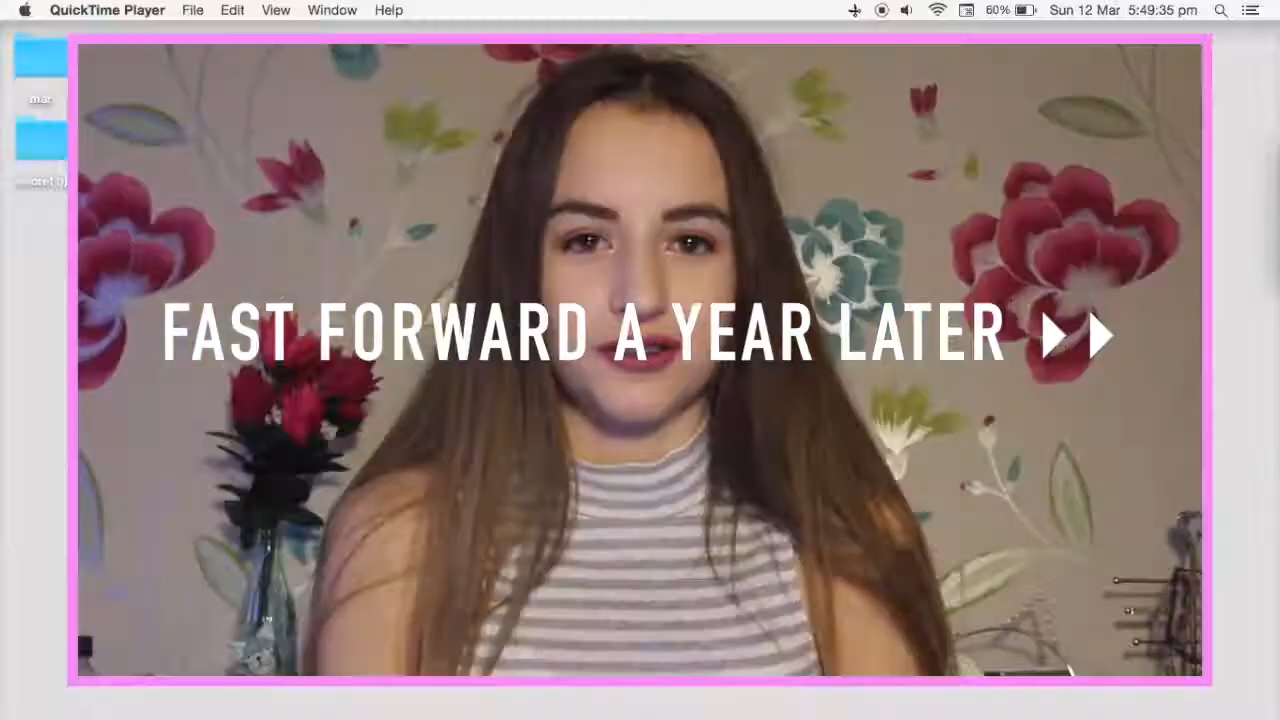 QuickTime Player File Edit View Window Help 60% Sun 12 Mar 5:49:35 pm
mar
FAST FORWARD A YEAR LATER